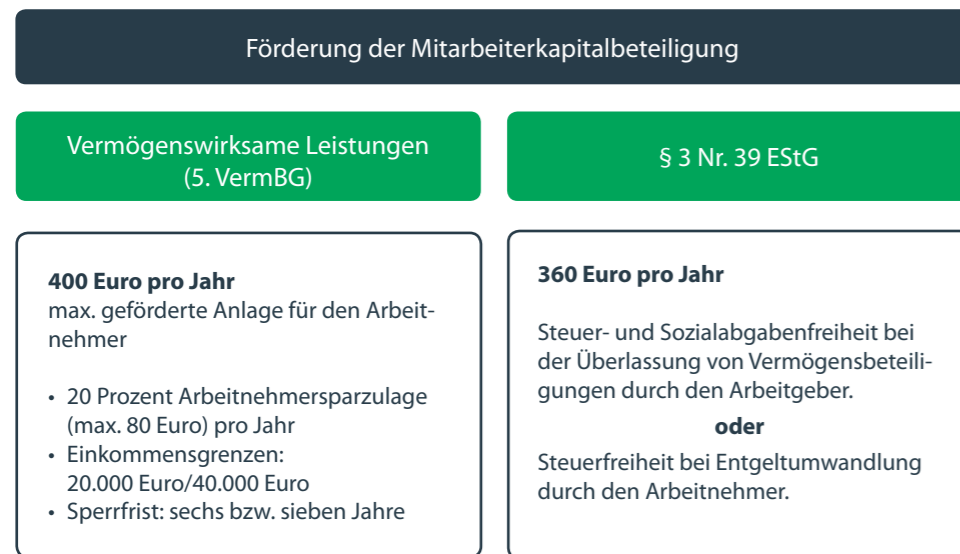 Förderung der Mitarbeiterkapitalbeteiligung
Vermögenswirksame Leistungen
(5. VermBG)
§ 3 Nr. 39 EStG
400 Euro pro Jahr
max. geförderte Anlage für den Arbeit-
nehmer
• 20 Prozent Arbeitnehmersparzulage
(max. 80 Euro) pro Jahr
• Einkommensgrenzen:
20.000 Euro/40.000 Euro
• Sperrfrist: sechs bzw. sieben Jahre
360 Euro pro Jahr
Steuer- und Sozialabgabenfreiheit bei
der Überlassung von Vermögensbeteili-
gungen durch den Arbeitgeber.
oder
Steuerfreiheit bei Entgeltumwandlung
durch den Arbeitnehmer.